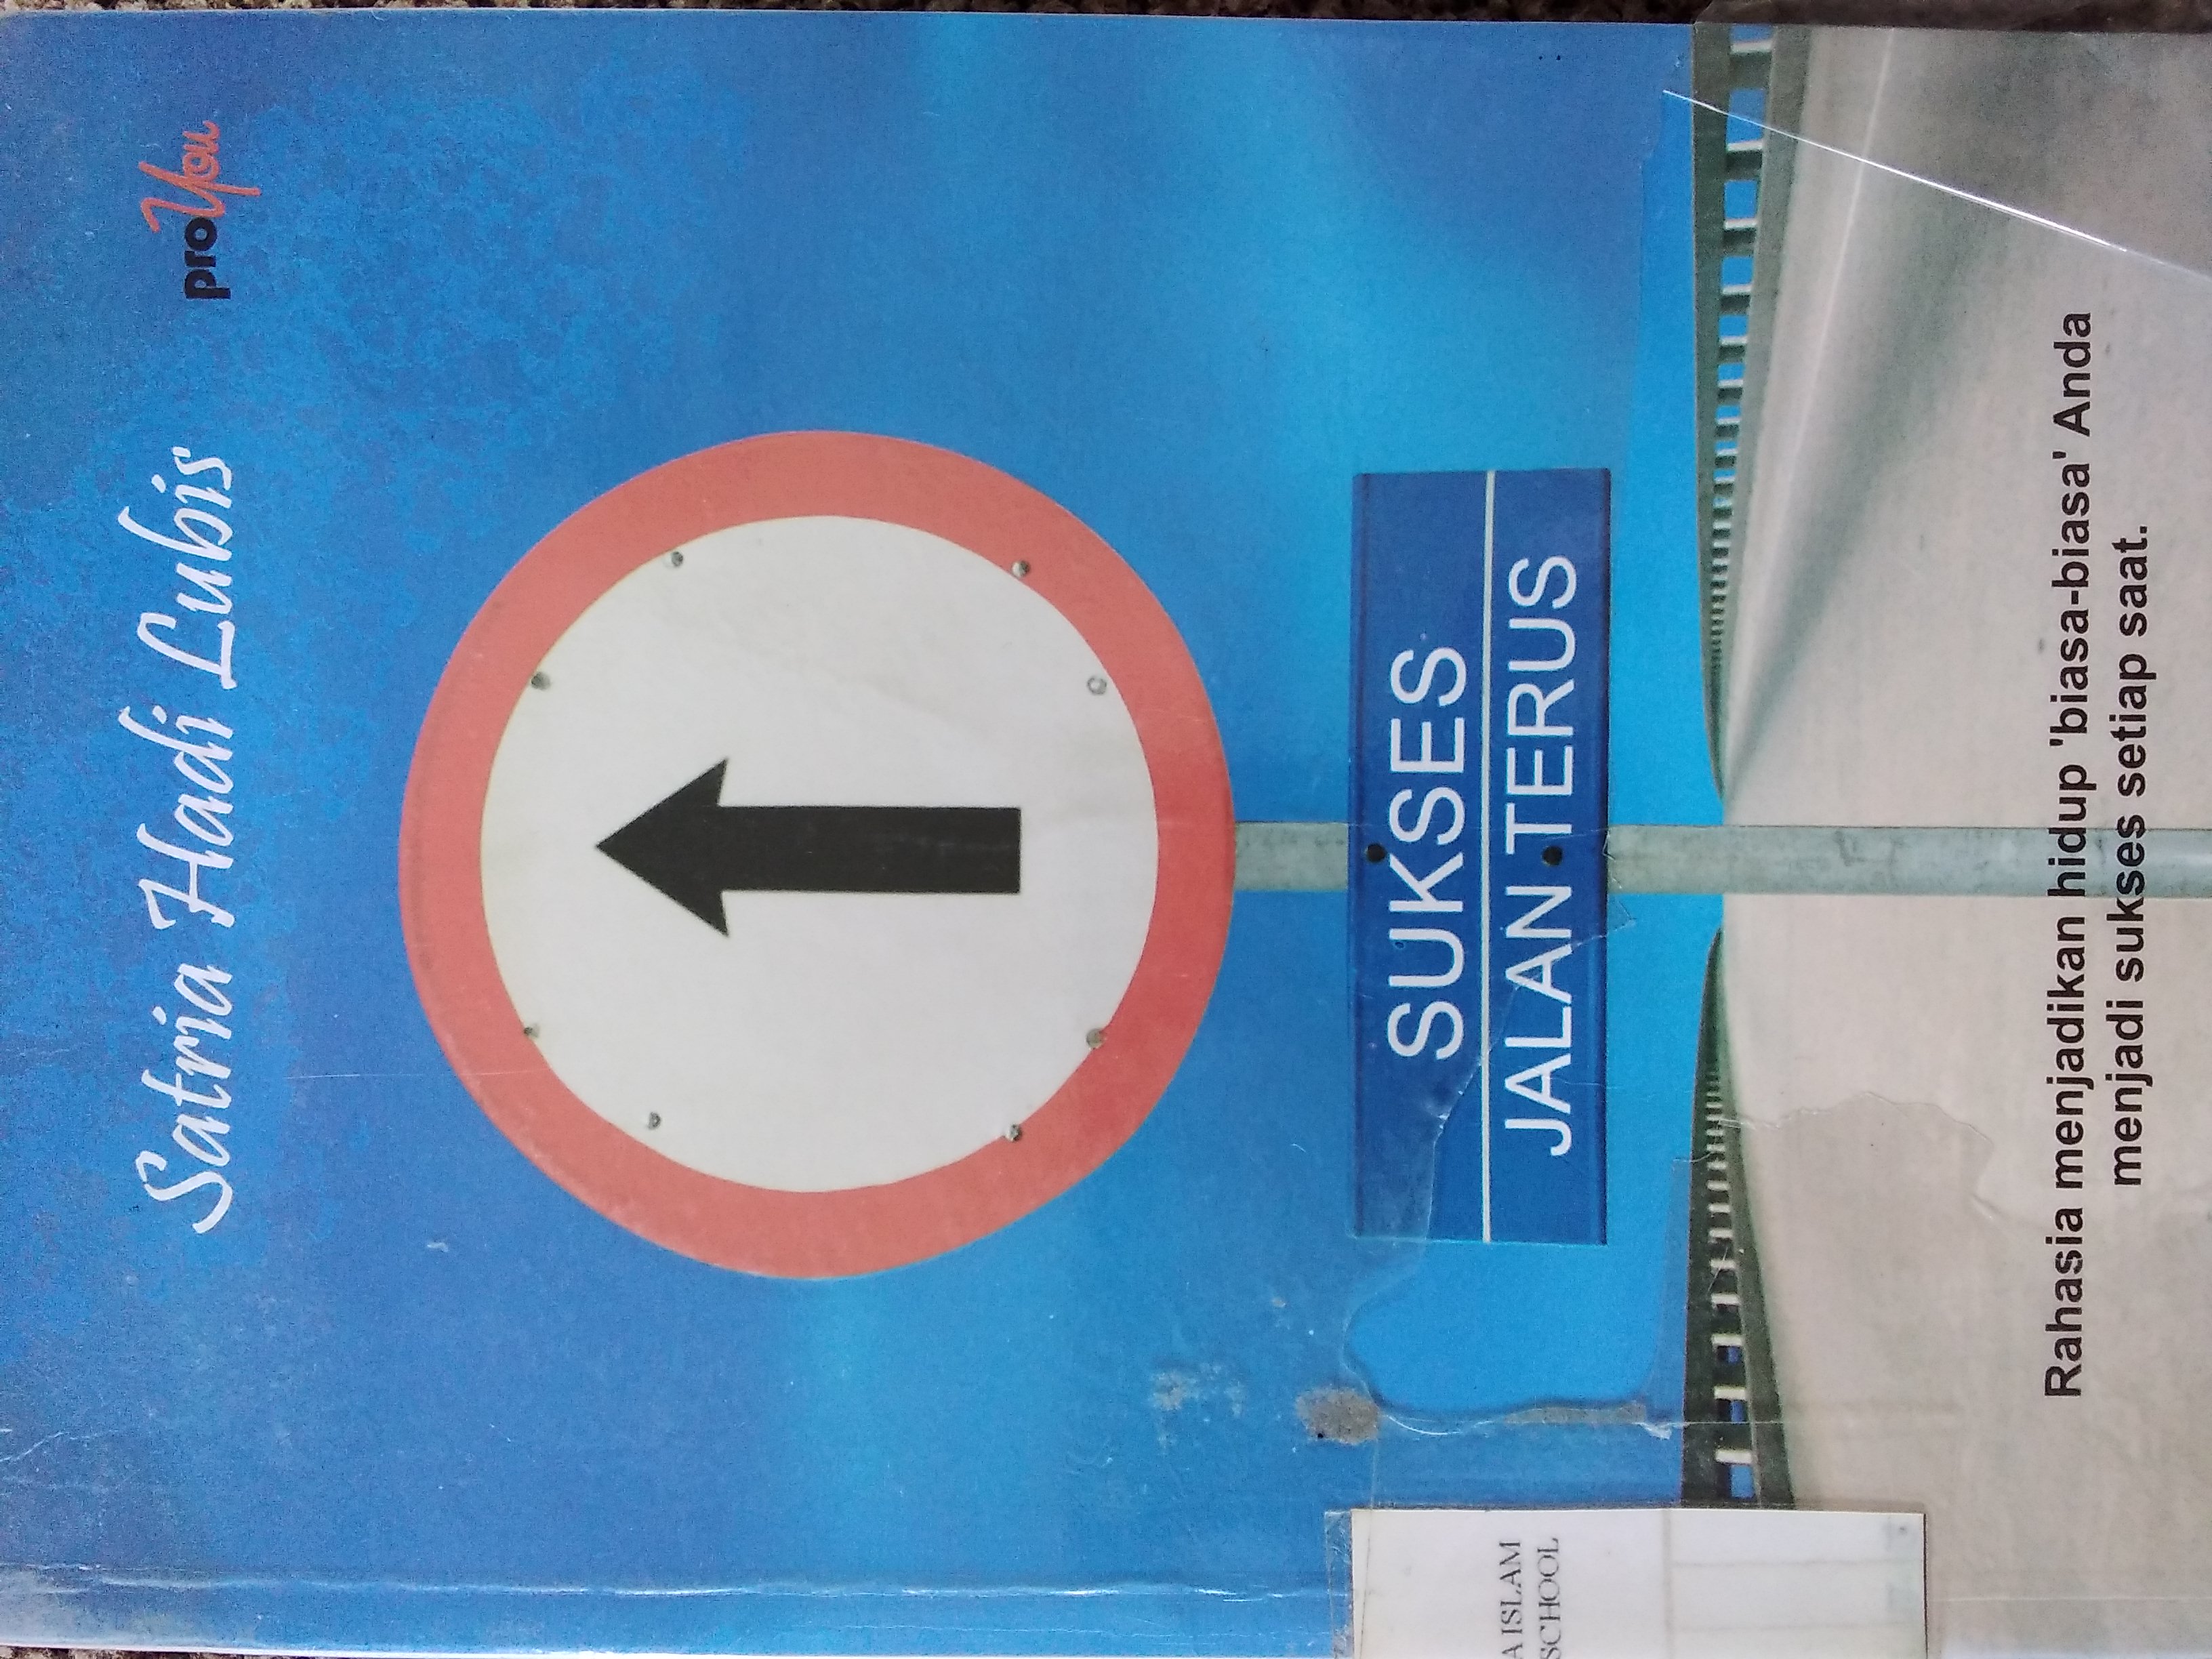 Satria Hadi Lubis
proYou
SUKSES
JALAN TERUS
Rahasia menjadikan hidup 'biasa-biasa' Anda
menjadi sukses setiap saat.
A ISLAM
SCHOOL